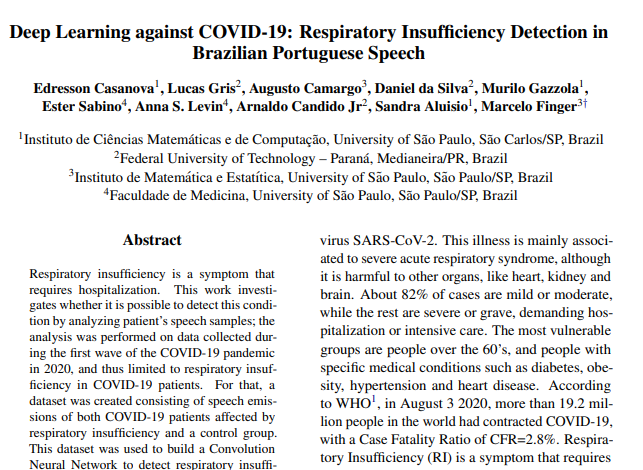 Deep Learning against COVID-19: Respiratory Insufficiency Detection in
Brazilian Portuguese Speech
Edresson Casanova¹, Lucas Gris², Augusto Camargo³, Daniel da Silva², Murilo Gazzola¹,
Ester Sabino⁴, Anna S. Levin⁴, Arnaldo Candido Jr², Sandra Aluisio¹, Marcelo Finger³†
¹Instituto de Ciências Matemáticas e de Computação, University of São Paulo, São Carlos/SP, Brazil
²Federal University of Technology – Paraná, Medianeira/PR, Brazil
³Instituto de Matemática e Estatítica, University of São Paulo, São Paulo/SP, Brazil
⁴Faculdade de Medicina, University of São Paulo, São Paulo/SP, Brazil
Abstract
Respiratory insufficiency is a symptom that
requires hospitalization. This work investi-
gates whether it is possible to detect this condi-
tion by analyzing patient's speech samples; the
analysis was performed on data collected dur-
ing the first wave of the COVID-19 pandemic
in 2020, and thus limited to respiratory insuf-
ficiency in COVID-19 patients. For that, a
dataset was created consisting of speech emis-
sions of both COVID-19 patients affected by
respiratory insufficiency and a control group.
This dataset was used to build a Convolution
Neural Network to detect respiratory insuffi-
virus SARS-CoV-2. This illness is mainly associ-
ated to severe acute respiratory syndrome, although
it is harmful to other organs, like heart, kidney and
brain. About 82% of cases are mild or moderate,
while the rest are severe or grave, demanding hos-
pitalization or intensive care. The most vulnerable
groups are people over the 60's, and people with
specific medical conditions such as diabetes, obe-
sity, hypertension and heart disease. According
to WHO¹, in August 3 2020, more than 19.2 mil-
lion people in the world had contracted COVID-19,
with a Case Fatality Ratio of CFR=2.8%. Respira-
tory Insufficiency (RI) is a symptom that requires